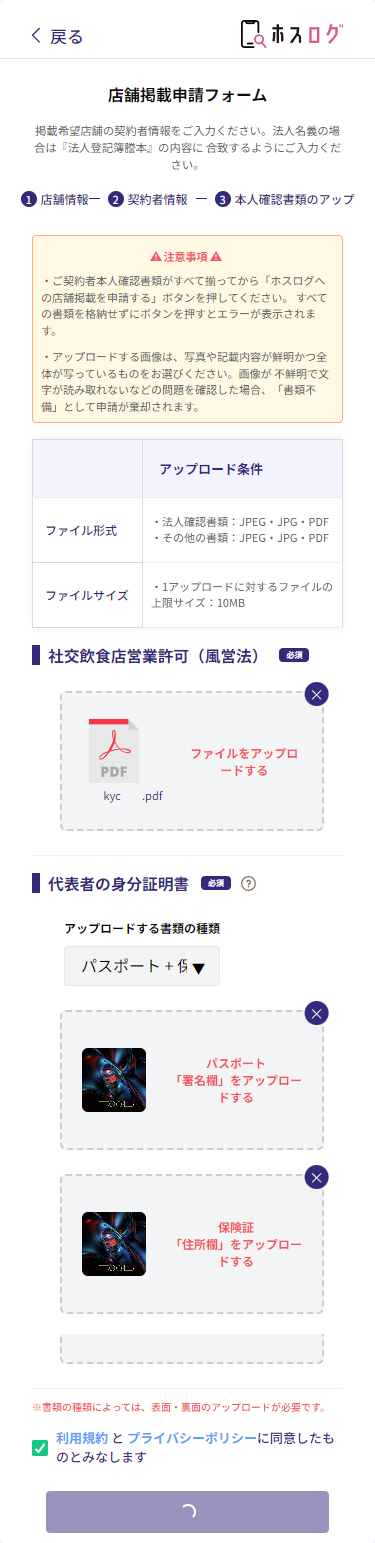 戻る
ホスログ
店舗掲載申請フォーム
掲載希望店舗の契約者情報をご入力ください。法人名義の場
合は『法人登記簿謄本』の内容に 合致するようにご入力くだ
さい。
1 店舗情報 ー 2 契約者情報 ー 3 本人確認書類のアップ
注意事項
・ご契約者本人確認書類がすべて揃ってから「ホスログへ
の店舗掲載を申請する」ボタンを押してください。 すべて
の書類を格納せずにボタンを押すとエラーが表示されま
す。
・アップロードする画像は、写真や記載内容が鮮明かつ全
体が写っているものをお選びください。画像が 不鮮明で文
字が読み取れないなどの問題を確認した場合、「書類不
備」として申請が棄却されます。
アップロード条件
ファイル形式
・法人確認書類：JPEG・JPG・PDF
・その他の書類：JPEG・JPG・PDF
ファイルサイズ
・1アップロードに対するファイルの
上限サイズ：10MB
社交飲食店営業許可（風営法） 必須
PDF
kyc .pdf
ファイルをアップロ
ードする
代表者の身分証明書 必須 ?
アップロードする書類の種類
パスポート + 保 ▼
パスポート
「署名欄」をアップロー
ドする
保険証
「住所欄」をアップロー
ドする
※書類の種類によっては、表面・裏面のアップロードが必要です。
利用規約 と プライバシーポリシーに同意したも
のとみなします